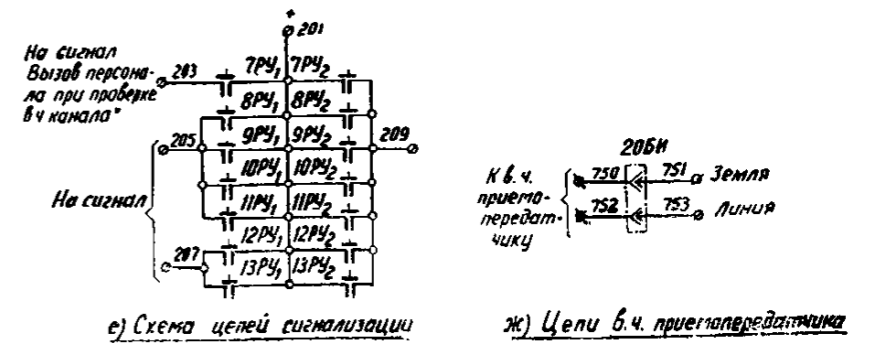 +
201
На сигнал
Вызов персона-
ла при проверке
в ч канала"
203
7РУ1 7РУ2
8РУ1 8РУ2
205 9РУ1 9РУ2 209
10РУ1 10РУ2
На сигнал
11РУ1 11РУ2
12РУ1 12РУ2
207
13РУ1 13РУ2
е) Схема цепей сигнализации
20БИ
К в. ч.
приемо-
передат-
чику
750 751 Земля
752 753 Линия
ж) Цепи в.ч. приемопередатчика